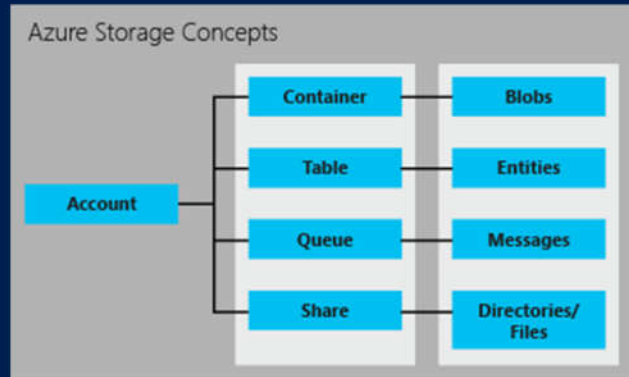 Azure Storage Concepts
Container
Blobs
Table
Entities
Account
Queue
Messages
Share
Directories/
Files